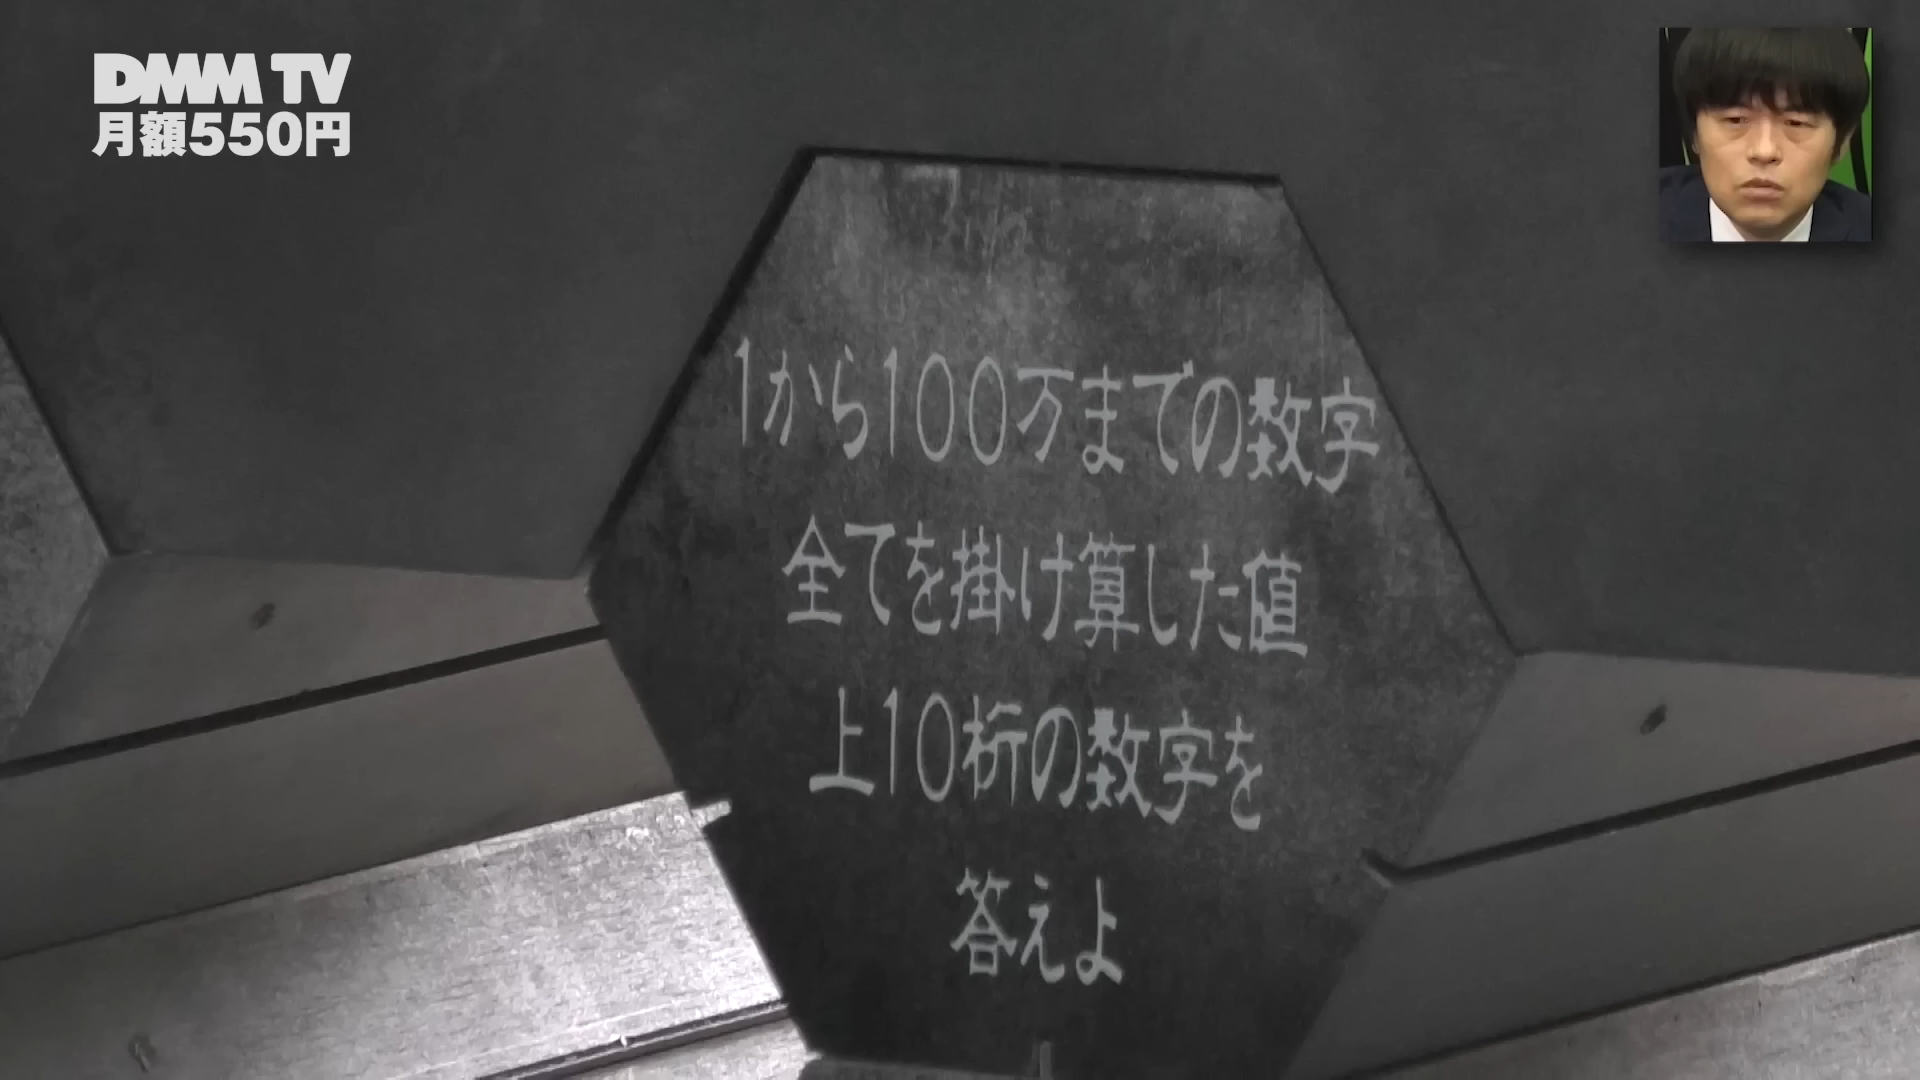 DMM TV
月額550円
1から100万までの数字
全てを掛け算した値
上10桁の数字を
答えよ